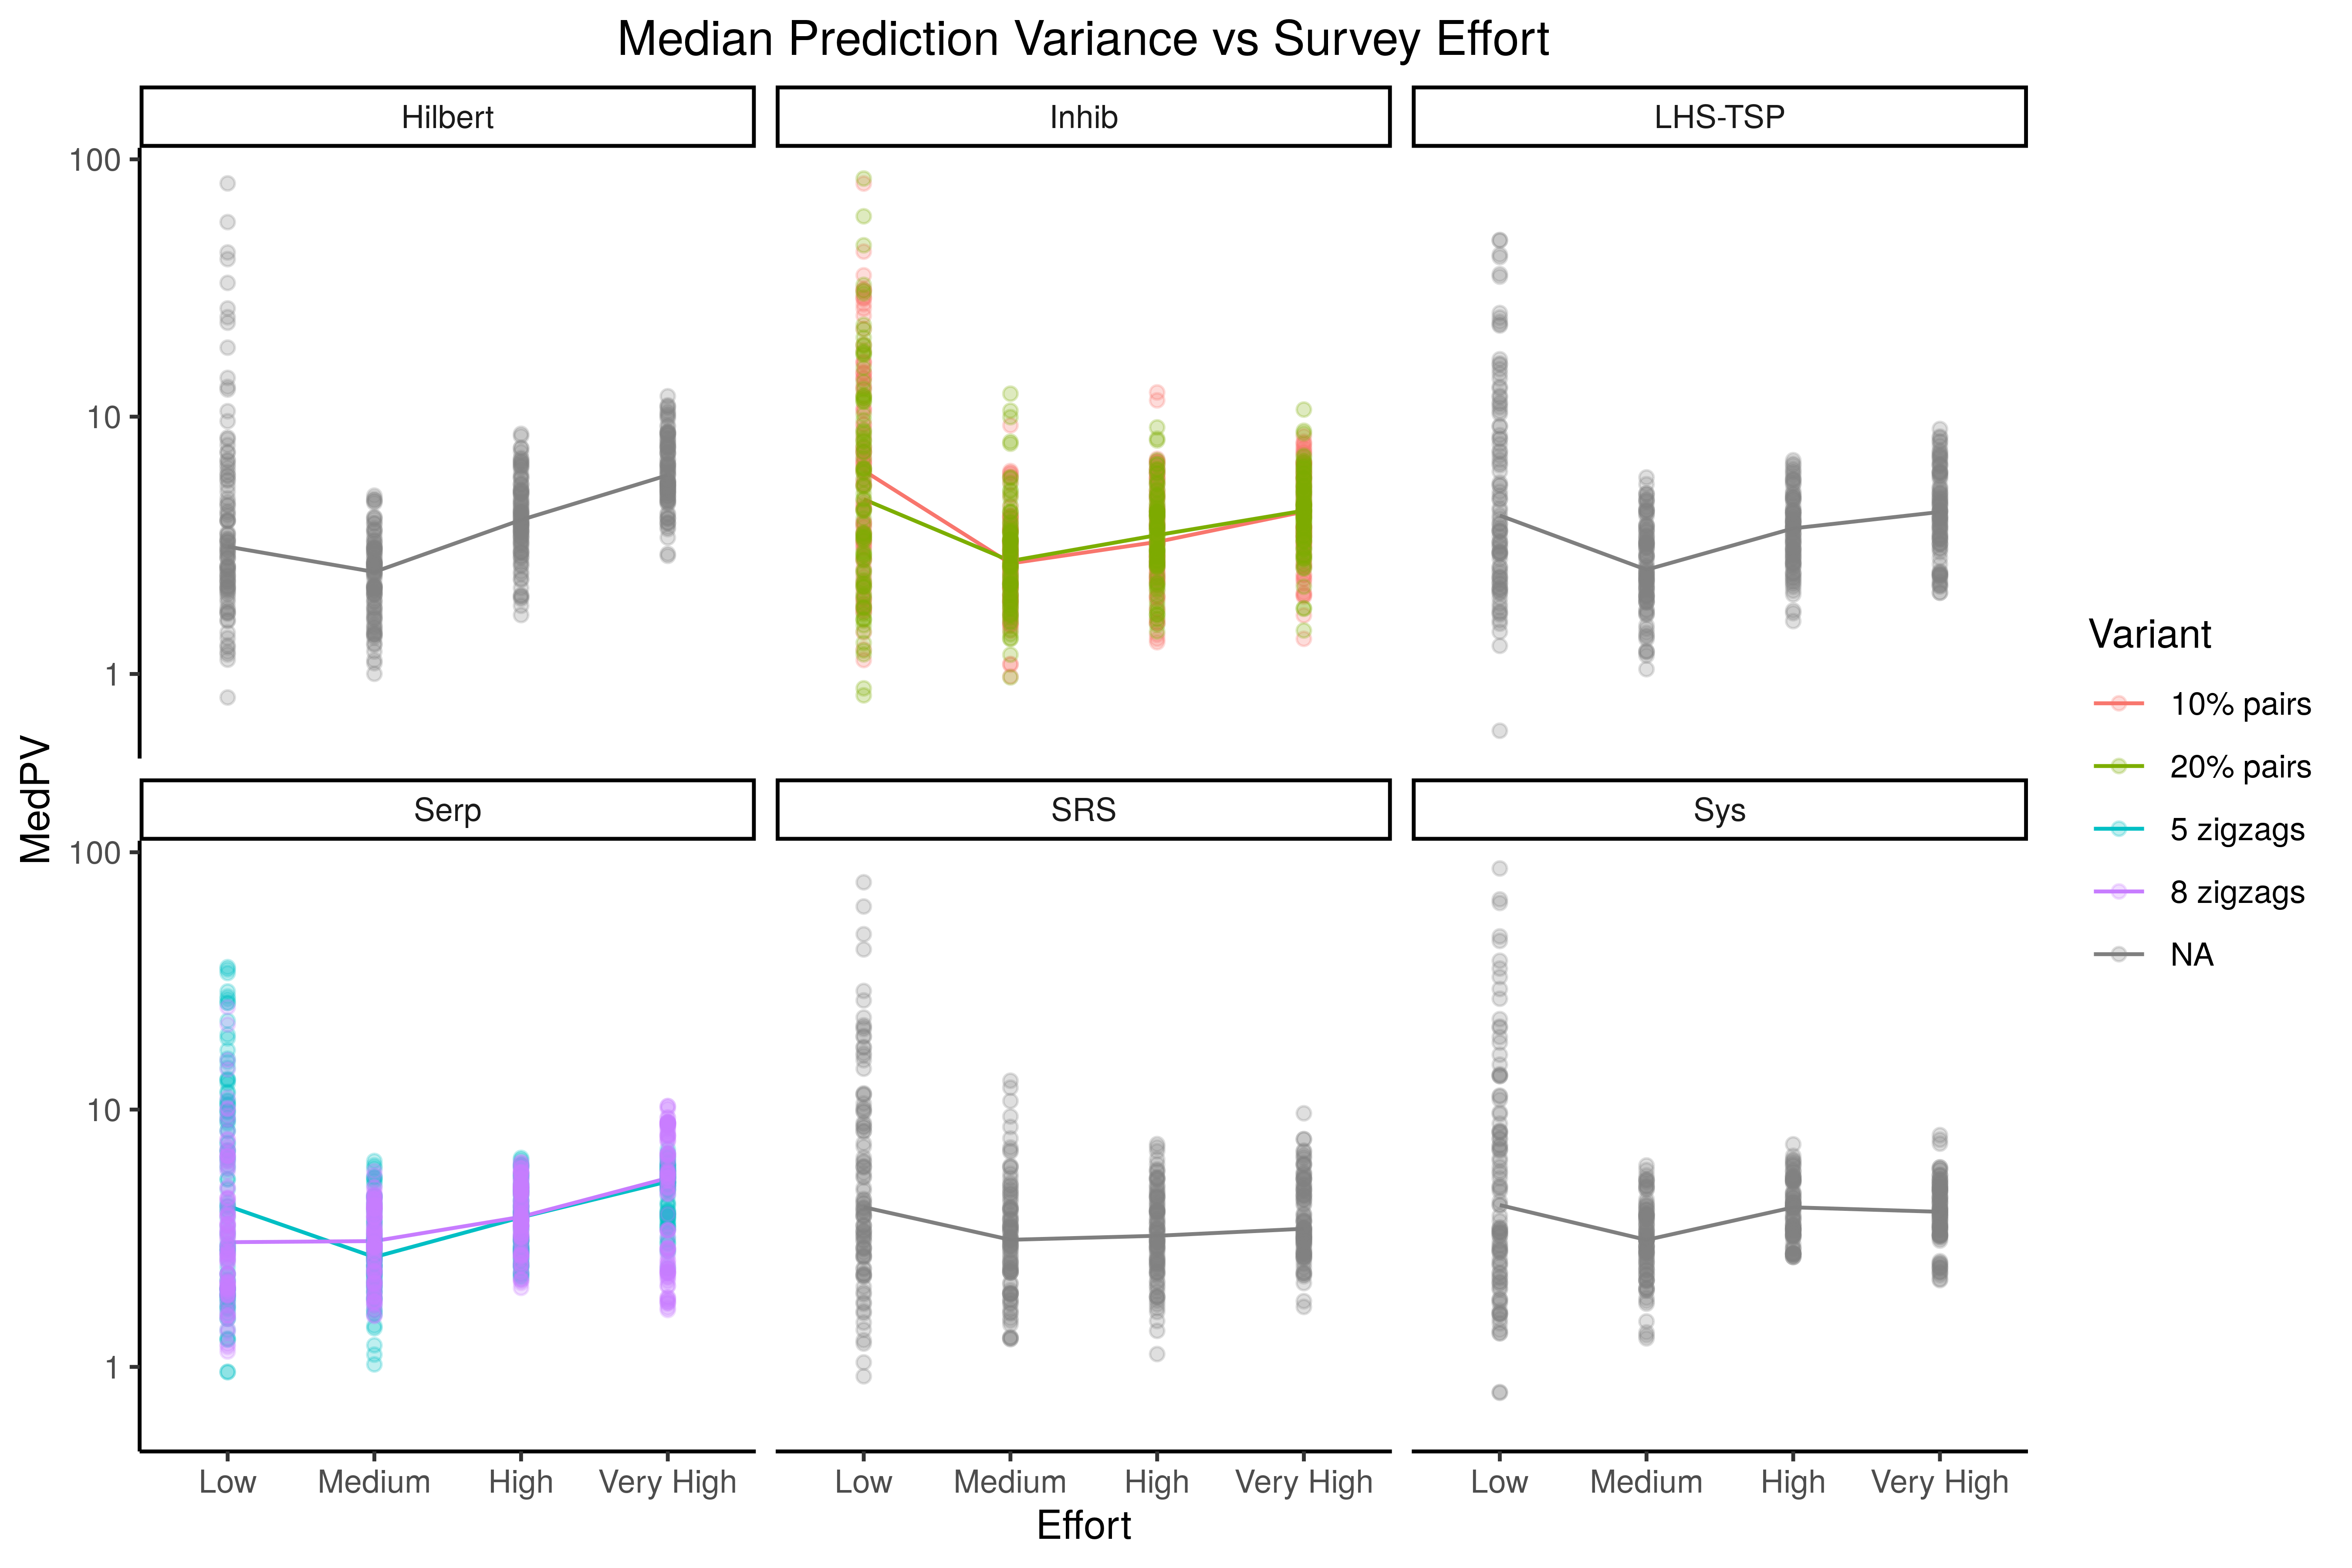 Median Prediction Variance vs Survey Effort
Hilbert
Inhib
LHS-TSP
100
10
1
MedPV
Serp
SRS
Sys
100
10
1
Low Medium High Very High
Low Medium High Very High
Low Medium High Very High
Effort
Variant
10% pairs
20% pairs
5 zigzags
8 zigzags
NA